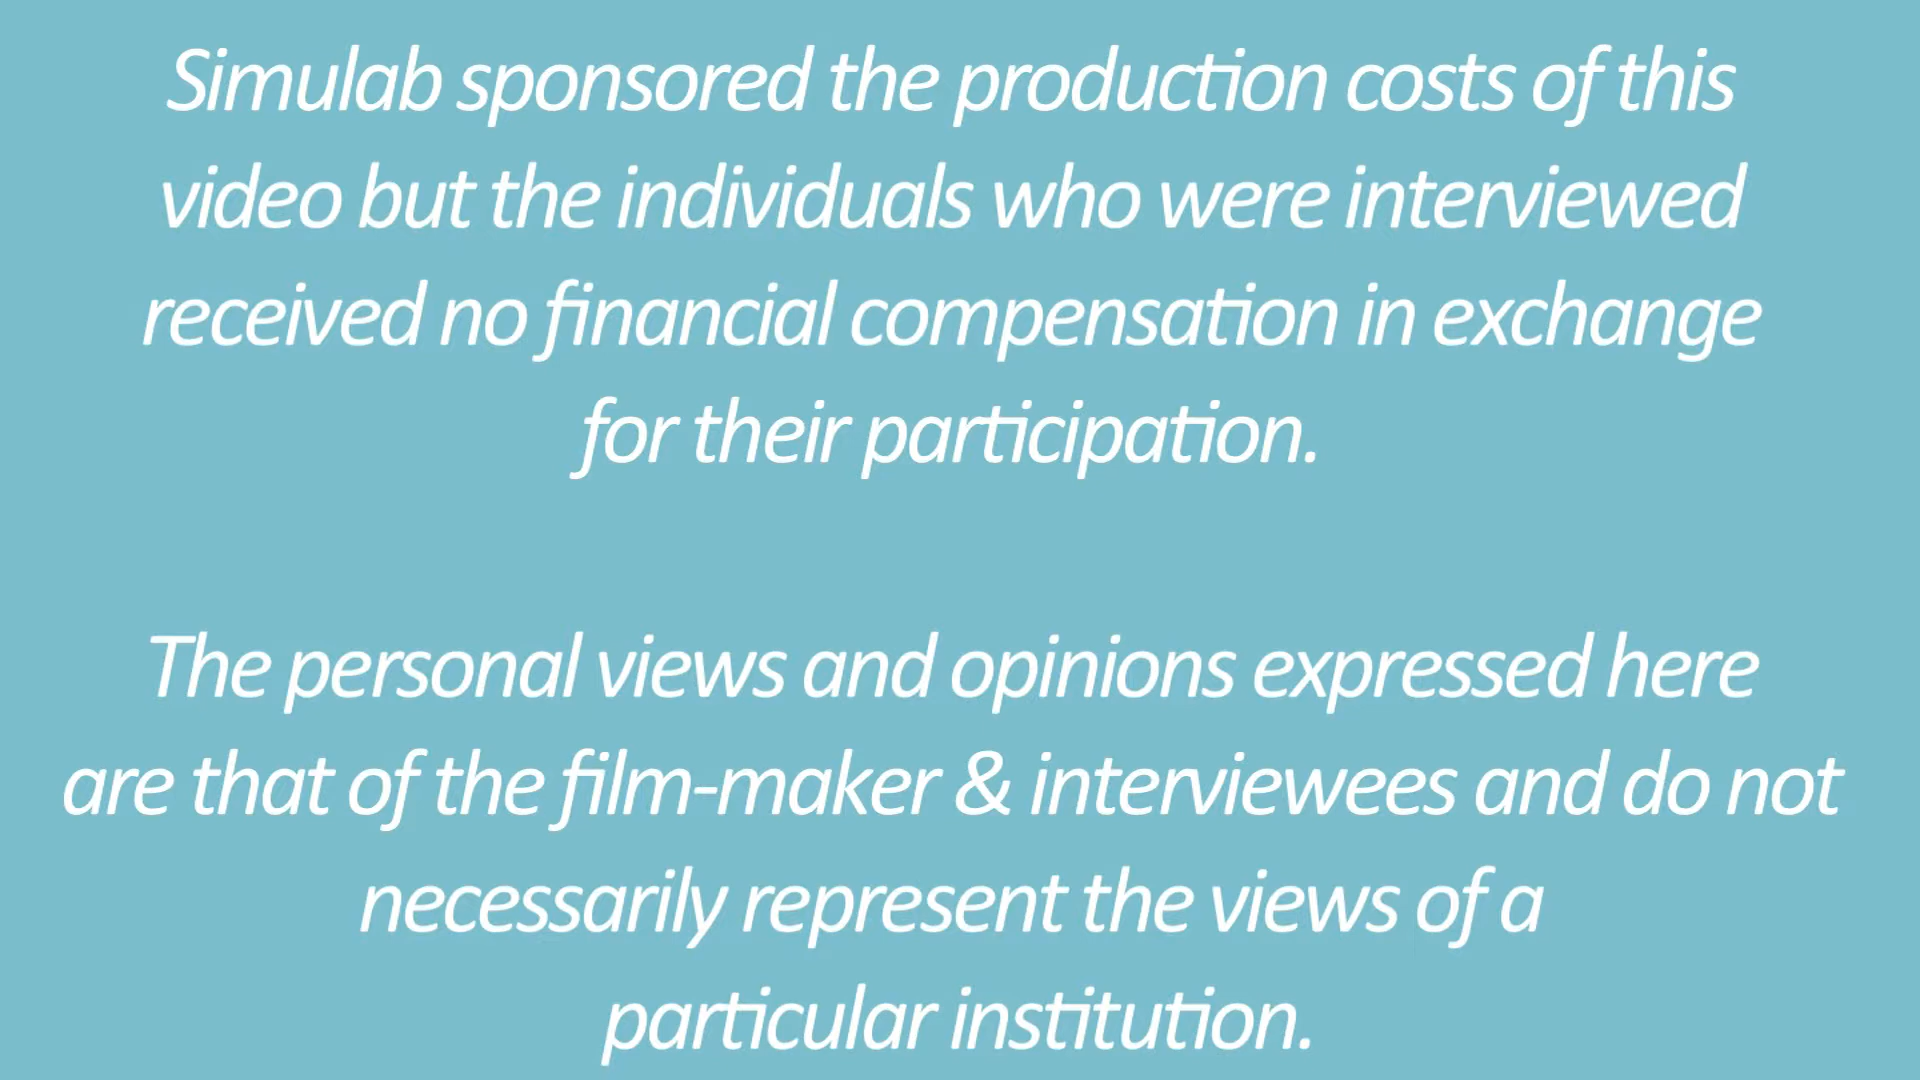 Simulab sponsored the production costs of this
video but the individuals who were interviewed
received no financial compensation in exchange
for their participation.
The personal views and opinions expressed here
are that of the film-maker & interviewees and do not
necessarily represent the views of a
particular institution.